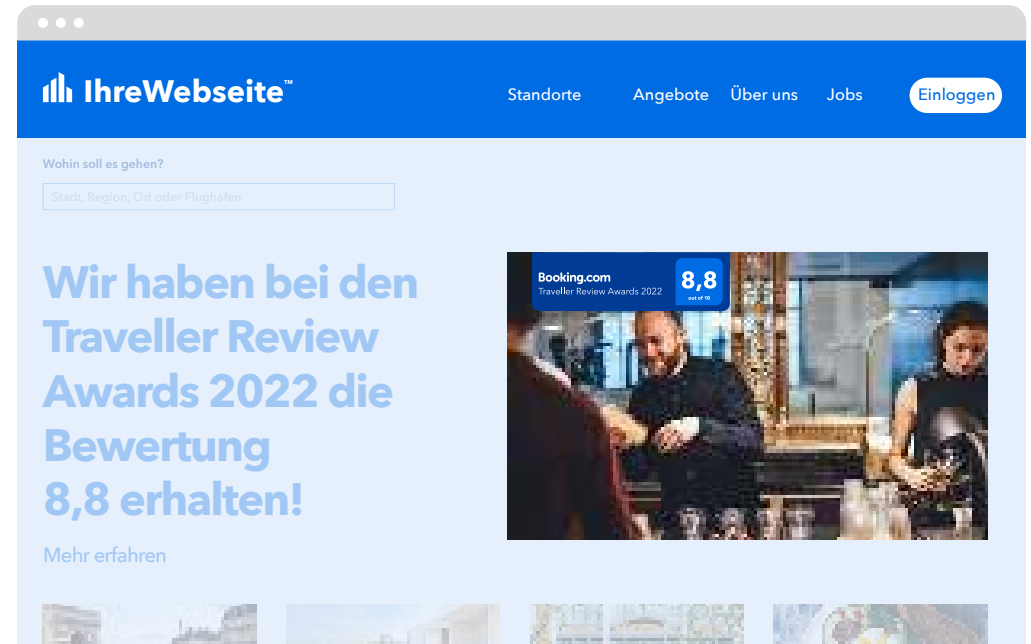 IhreWebseite™
Standorte Angebote Über uns Jobs Einloggen
Wohin soll es gehen?
Stadt, Region, Ort oder Flughafen
Wir haben bei den
Traveller Review
Awards 2022 die
Bewertung
8,8 erhalten!
Mehr erfahren
Booking.com
Traveller Review Awards 2022
8,8
out of 10